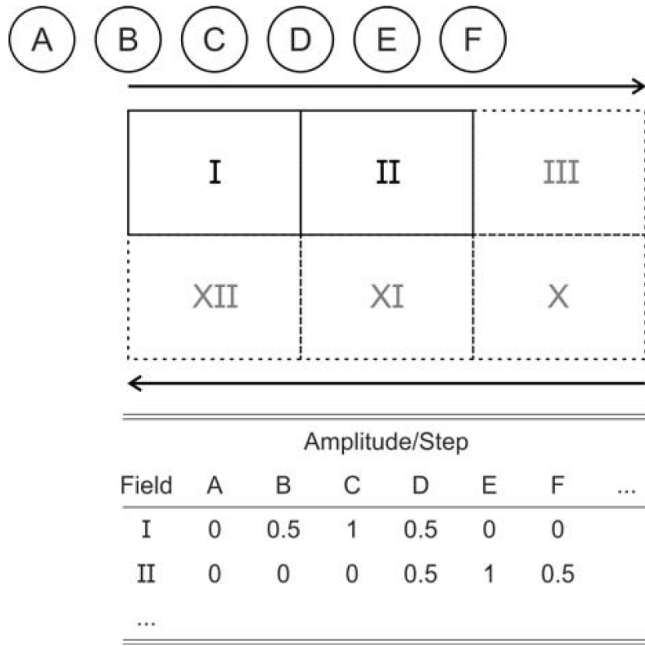 A B C D E F
I II III
XII XI X
Amplitude/Step
Field A B C D E F ...
I 0 0.5 1 0.5 0 0
II 0 0 0 0.5 1 0.5
...